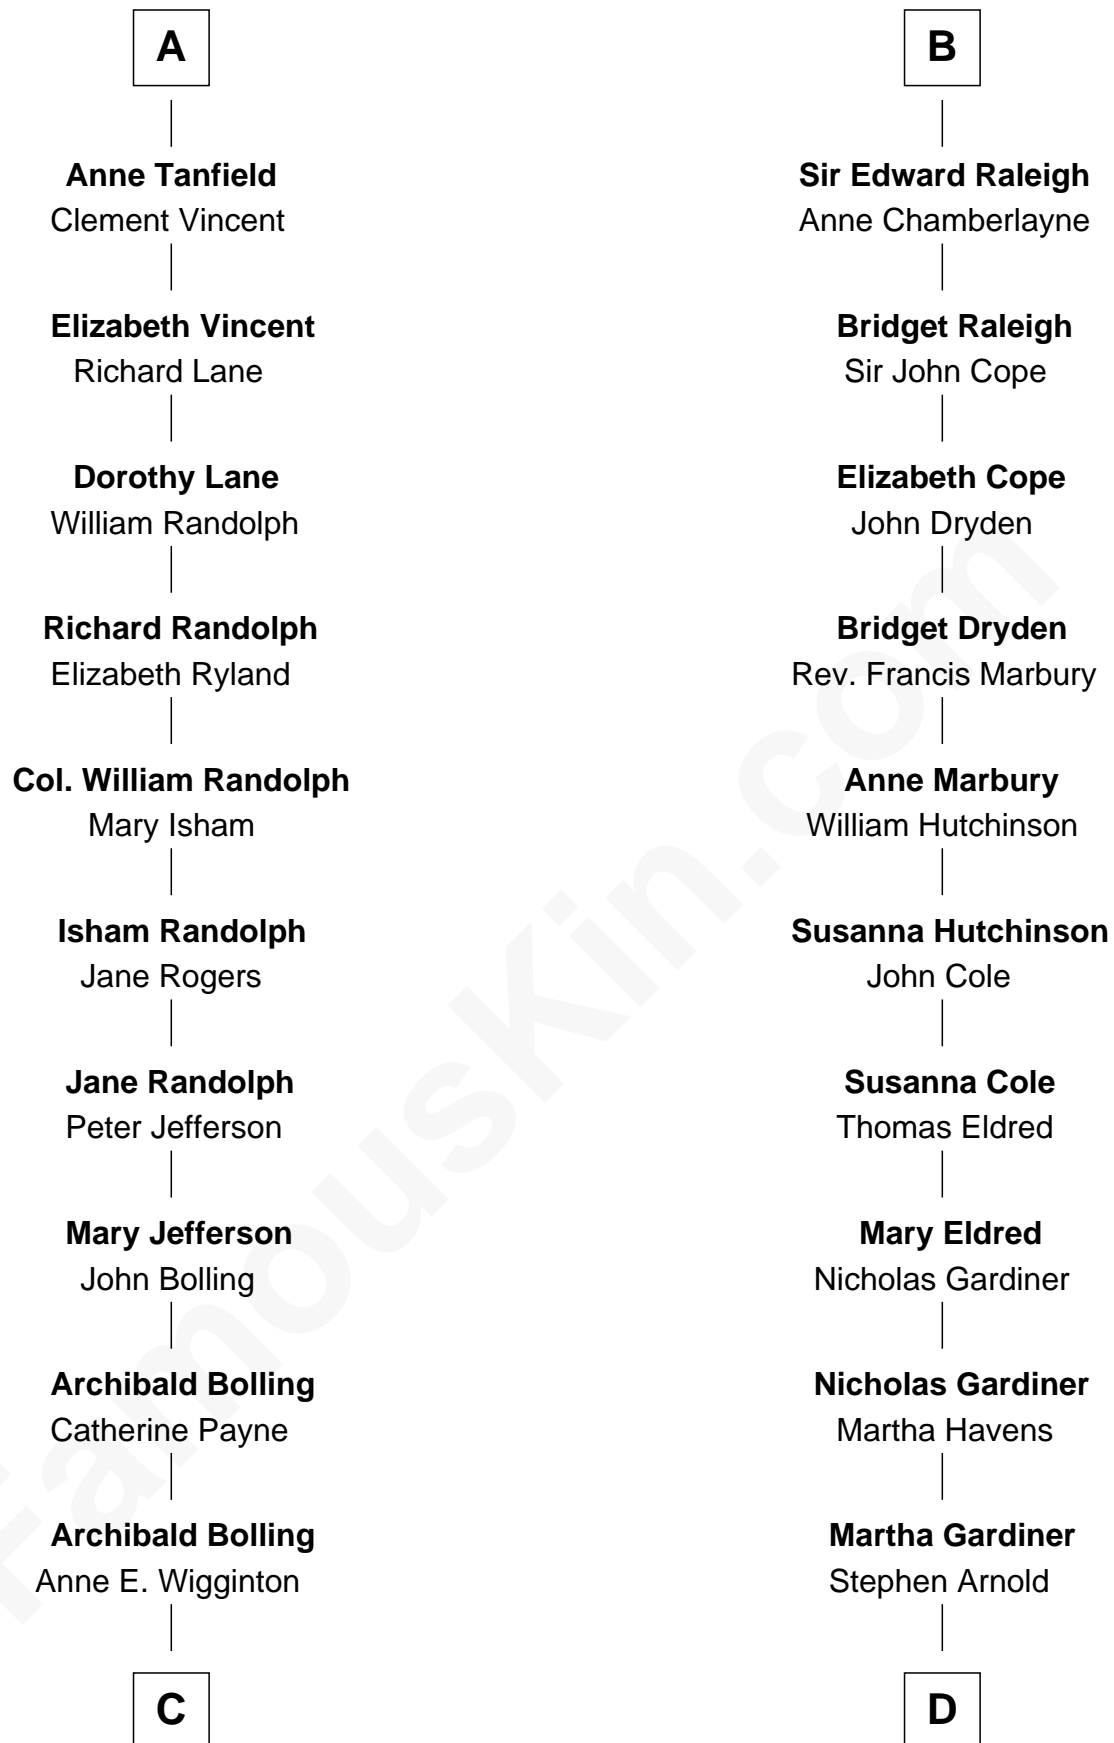 A
Anne Tanfield
Clement Vincent
Elizabeth Vincent
Richard Lane
Dorothy Lane
William Randolph
Richard Randolph
Elizabeth Ryland
Col. William Randolph
Mary Isham
Isham Randolph
Jane Rogers
Jane Randolph
Peter Jefferson
Mary Jefferson
John Bolling
Archibald Bolling
Catherine Payne
Archibald Bolling
Anne E. Wigginton
C
B
Sir Edward Raleigh
Anne Chamberlayne
Bridget Raleigh
Sir John Cope
Elizabeth Cope
John Dryden
Bridget Dryden
Rev. Francis Marbury
Anne Marbury
William Hutchinson
Susanna Hutchinson
John Cole
Susanna Cole
Thomas Eldred
Mary Eldred
Nicholas Gardiner
Nicholas Gardiner
Martha Havens
Martha Gardiner
Stephen Arnold
D
FamousKin.com